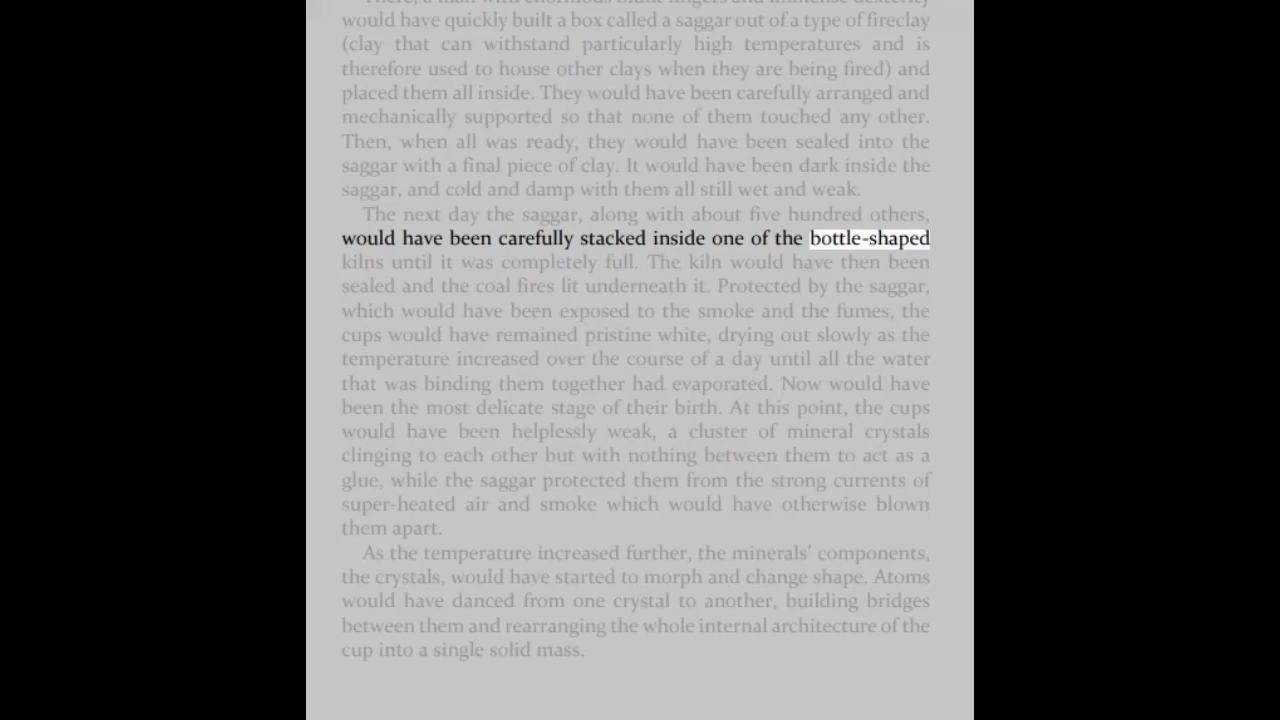 would have quickly built a box called a saggar out of a type of fireclay
(clay that can withstand particularly high temperatures and is
therefore used to house other clays when they are being fired) and
placed them all inside. They would have been carefully arranged and
mechanically supported so that none of them touched any other.
Then, when all was ready, they would have been sealed into the
saggar with a final piece of clay. It would have been dark inside the
saggar, and cold and damp with them all still wet and weak.
The next day the saggar, along with about five hundred others,
would have been carefully stacked inside one of the bottle-shaped
kilns until it was completely full. The kiln would have then been
sealed and the coal fires lit underneath it. Protected by the saggar,
which would have been exposed to the smoke and the fumes, the
cups would have remained pristine white, drying out slowly as the
temperature increased over the course of a day until all the water
that was binding them together had evaporated. Now would have
been the most delicate stage of their birth. At this point, the cups
would have been helplessly weak, a cluster of mineral crystals
clinging to each other but with nothing between them to act as a
glue, while the saggar protected them from the strong currents of
super-heated air and smoke which would have otherwise blown
them apart.
As the temperature increased further, the minerals' components,
the crystals, would have started to morph and change shape. Atoms
would have danced from one crystal to another, building bridges
between them and rearranging the whole internal architecture of the
cup into a single solid mass.